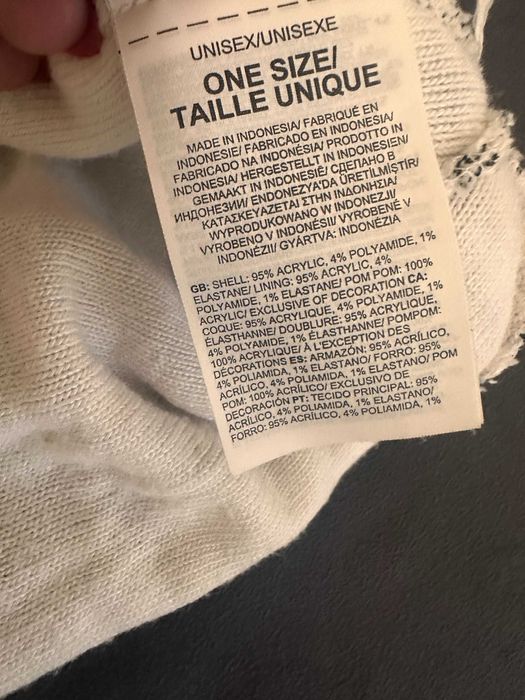 UNISEX/UNISEXE
ONE SIZE/
TAILLE UNIQUE
MADE IN INDONESIA/ FABRIQUÉ EN
INDONESIE/ FABRICADO EN INDONESIA/
FABRICADO NA INDONÉSIA/ PRODOTTO IN
INDONESIA/ HERGESTELLT IN INDONESIEN/
GEMAAKT IN INDONESIË/ СДЕЛАНО В
ИНДОНЕЗИИ/ ENDONEZYA'DA ÜRETİLMİŞTİR/
ΚΑΤΑΣΚΕΥΑΖΕΤΑΙ ΣΤΗΝ ΙΝΔΟΝΗΣΙΑ/
WYPRODUKOWANO W INDONEZJI/
VYROBENO V INDONÉSII/ VYROBENÉ V
INDONÉZII/ GYÁRTVA: INDONÉZIA
GB: SHELL: 95% ACRYLIC, 4% POLYAMIDE, 1%
ELASTANE/ LINING: 95% ACRYLIC, 4%
POLYAMIDE, 1% ELASTANE/ POM POM: 100%
ACRYLIC/ EXCLUSIVE OF DECORATION CA:
COQUE: 95% ACRYLIQUE, 4% POLYAMIDE, 1%
ÉLASTHANNE/ DOUBLURE: 95% ACRYLIQUE,
4% POLYAMIDE, 1% ÉLASTHANNE/ POMPOM:
100% ACRYLIQUE/ À L'EXCEPTION DES
DÉCORATIONS ES: ARMAZÓN: 95% ACRÍLICO,
4% POLIAMIDA, 1% ELASTANO/ FORRO: 95%
ACRÍLICO, 4% POLIAMIDA, 1% ELASTANO/ POM
POM: 100% ACRÍLICO/ EXCLUSIVO DE
DECORACIÓN PT: TECIDO PRINCIPAL: 95%
ACRÍLICO, 4% POLIAMIDA, 1% ELASTANO/
FORRO: 95% ACRÍLICO, 4% POLIAMIDA, 1%